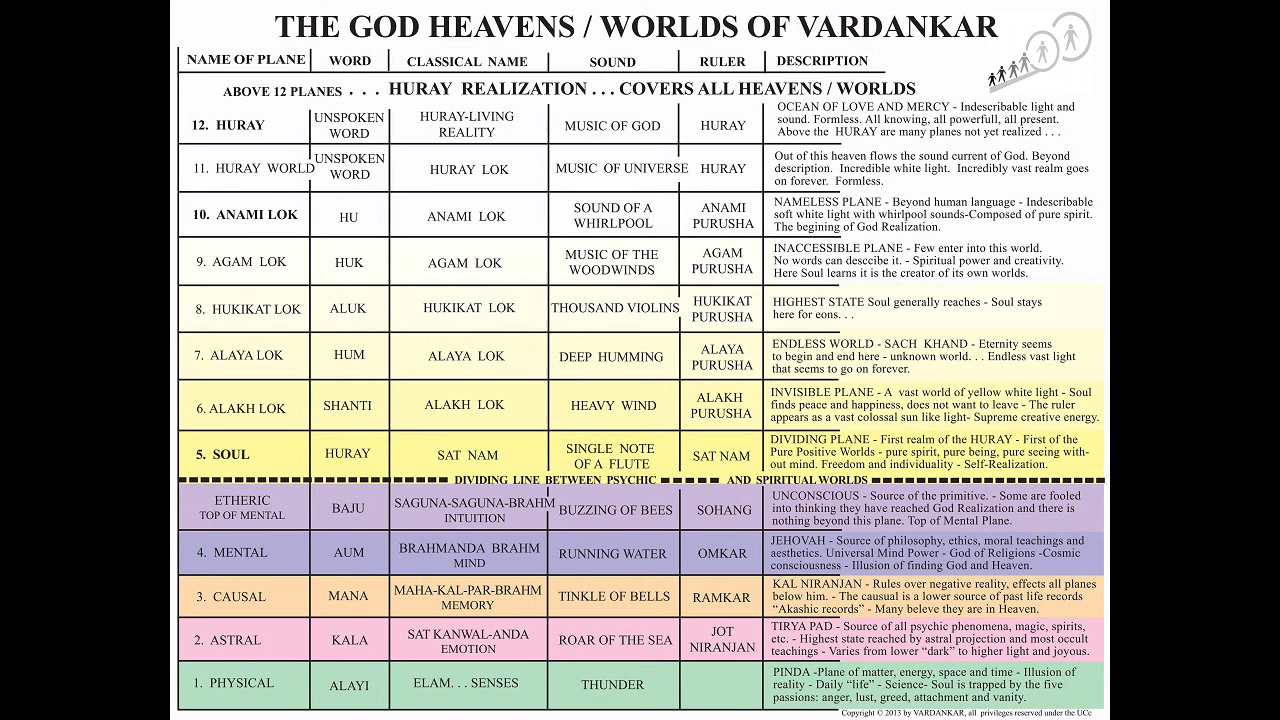 THE GOD HEAVENS / WORLDS OF VARDANKAR
NAME OF PLANE WORD CLASSICAL NAME SOUND RULER DESCRIPTION
ABOVE 12 PLANES . . . HURAY REALIZATION . . . COVERS ALL HEAVENS / WORLDS
12. HURAY
UNSPOKEN
WORD
HURAY-LIVING
REALITY
MUSIC OF GOD
HURAY
OCEAN OF LOVE AND MERCY - Indescribable light and
sound. Formless. All knowing, all powerfull, all present.
Above the HURAY are many planes not yet realized . . .
11. HURAY WORLD
UNSPOKEN
WORD
HURAY LOK
MUSIC OF UNIVERSE
HURAY
Out of this heaven flows the sound current of God. Beyond
description. Incredible white light. Incredibly vast realm goes
on forever. Formless.
10. ANAMI LOK
HU
ANAMI LOK
SOUND OF A
WHIRLPOOL
ANAMI
PURUSHA
NAMELESS PLANE - Beyond human language - Indescribable
soft white light with whirlpool sounds-Composed of pure spirit.
The begining of God Realization.
9. AGAM LOK
HUK
AGAM LOK
MUSIC OF THE
WOODWINDS
AGAM
PURUSHA
INACCESSIBLE PLANE - Few enter into this world.
No words can desccibe it. - Spiritual power and creativity.
Here Soul learns it is the creator of its own worlds.
8. HUKIKAT LOK
ALUK
HUKIKAT LOK
THOUSAND VIOLINS
HUKIKAT
PURUSHA
HIGHEST STATE Soul generally reaches - Soul stays
here for eons. . .
7. ALAYA LOK
HUM
ALAYA LOK
DEEP HUMMING
ALAYA
PURUSHA
ENDLESS WORLD - SACH KHAND - Eternity seems
to begin and end here - unknown world. . . Endless vast light
that seems to go on forever.
6. ALAKH LOK
SHANTI
ALAKH LOK
HEAVY WIND
ALAKH
PURUSHA
INVISIBLE PLANE - A vast world of yellow white light - Soul
finds peace and happiness, does not want to leave - The ruler
appears as a vast colossal sun like light- Supreme creative energy.
5. SOUL
HURAY
SAT NAM
SINGLE NOTE
OF A FLUTE
SAT NAM
DIVIDING PLANE - First realm of the HURAY - First of the
Pure Positive Worlds - pure spirit, pure being, pure seeing with-
out mind. Freedom and individuality - Self-Realization.
DIVIDING LINE BETWEEN PSYCHIC AND SPIRITUAL WORLDS
ETHERIC
TOP OF MENTAL
BAJU
SAGUNA-SAGUNA-BRAHM
INTUITION
BUZZING OF BEES
SOHANG
UNCONSCIOUS - Source of the primitive. - Some are fooled
into thinking they have reached God Realization and there is
nothing beyond this plane. Top of Mental Plane.
4. MENTAL
AUM
BRAHMANDA BRAHM
MIND
RUNNING WATER
OMKAR
JEHOVAH - Source of philosophy, ethics, moral teachings and
aesthetics. Universal Mind Power - God of Religions -Cosmic
consciousness - Illusion of finding God and Heaven.
3. CAUSAL
MANA
MAHA-KAL-PAR-BRAHM
MEMORY
TINKLE OF BELLS
RAMKAR
KAL NIRANJAN - Rules over negative reality, effects all planes
below him. - The causual is a lower source of past life records
“Akashic records” - Many beleve they are in Heaven.
2. ASTRAL
KALA
SAT KANWAL-ANDA
EMOTION
ROAR OF THE SEA
JOT
NIRANJAN
TIRYA PAD - Source of all psychic phenomena, magic, spirits,
etc. - Highest state reached by astral projection and most occult
teachings - Varies from lower “dark” to higher light and joyous.
1. PHYSICAL
ALAYI
ELAM. . . SENSES
THUNDER
PINDA -Plane of matter, energy, space and time - Illusion of
reality - Daily “life” - Science- Soul is trapped by the five
passions: anger, lust, greed, attachment and vanity.
Copyright © 2013 by VARDANKAR, all privileges reserved under the UCc